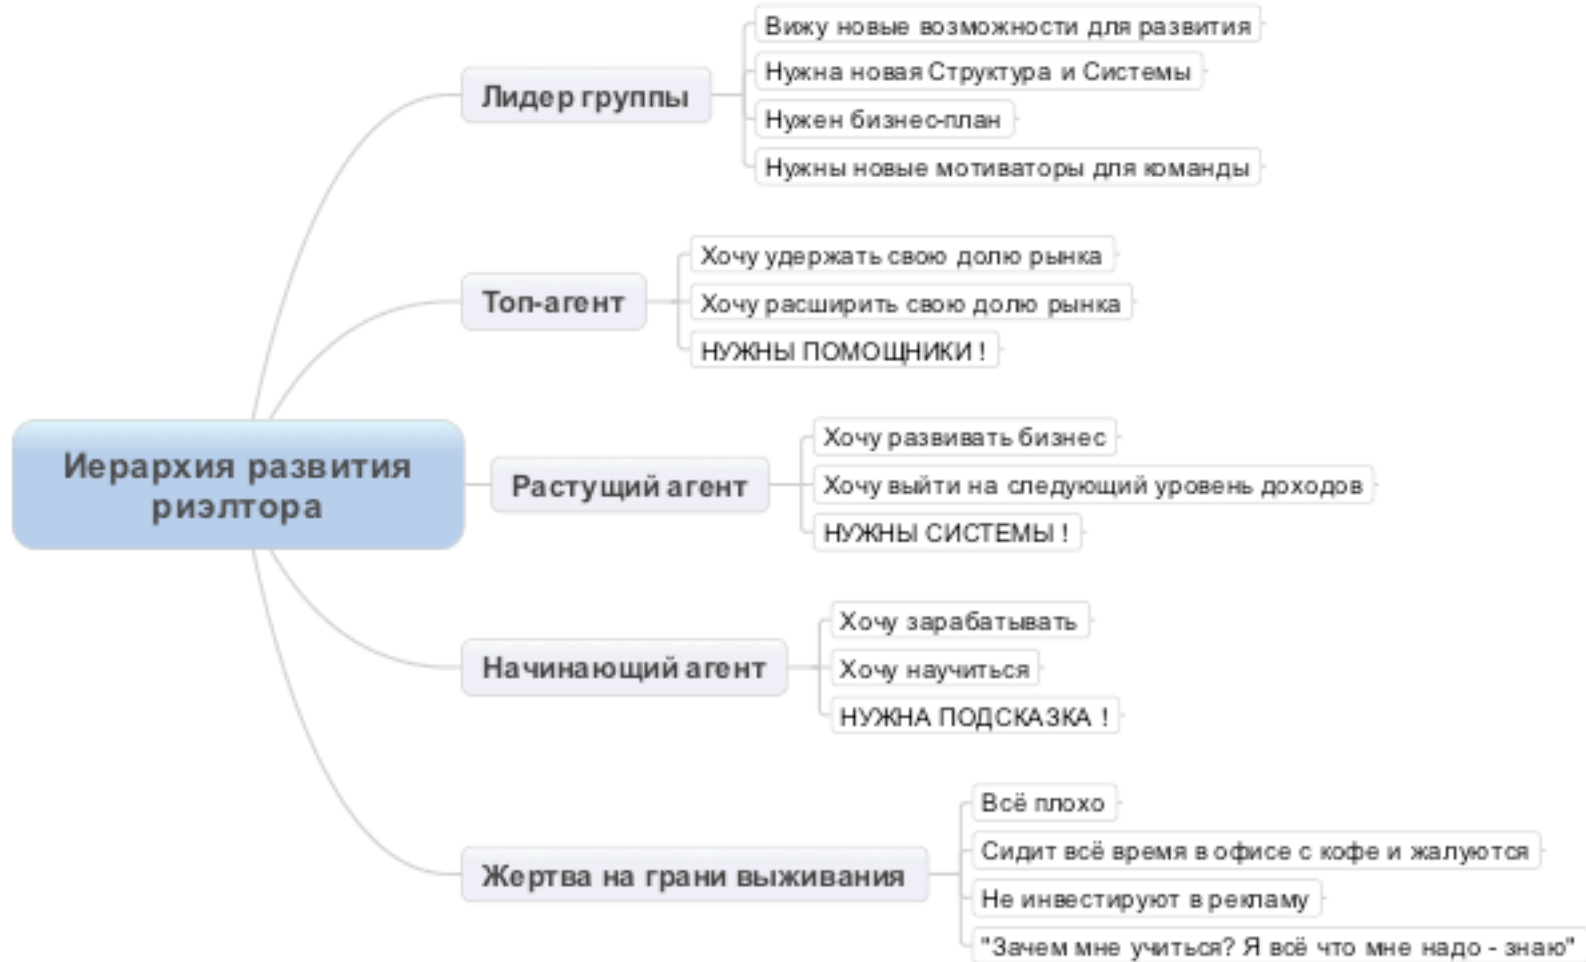 Иерархия развития
риэлтора
Лидер группы
Вижу новые возможности для развития
Нужна новая Структура и Системы
Нужен бизнес-план
Нужны новые мотиваторы для команды
Топ-агент
Хочу удержать свою долю рынка
Хочу расширить свою долю рынка
НУЖНЫ ПОМОЩНИКИ !
Растущий агент
Хочу развивать бизнес
Хочу выйти на следующий уровень доходов
НУЖНЫ СИСТЕМЫ !
Начинающий агент
Хочу зарабатывать
Хочу научиться
НУЖНА ПОДСКАЗКА !
Жертва на грани выживания
Всё плохо
Сидит всё время в офисе с кофе и жалуются
Не инвестируют в рекламу
"Зачем мне учиться? Я всё что мне надо - знаю"